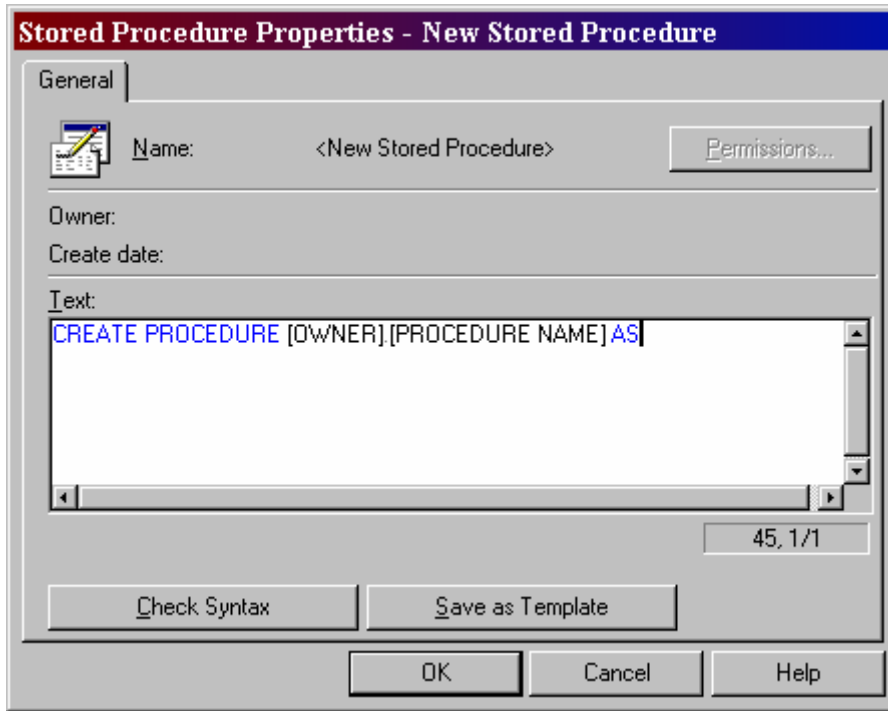 Stored Procedure Properties - New Stored Procedure
General
Name: <New Stored Procedure> Permissions...
Owner:
Create date:
Text:
CREATE PROCEDURE [OWNER].[PROCEDURE NAME] AS
45, 1/1
Check Syntax Save as Template
OK Cancel Help